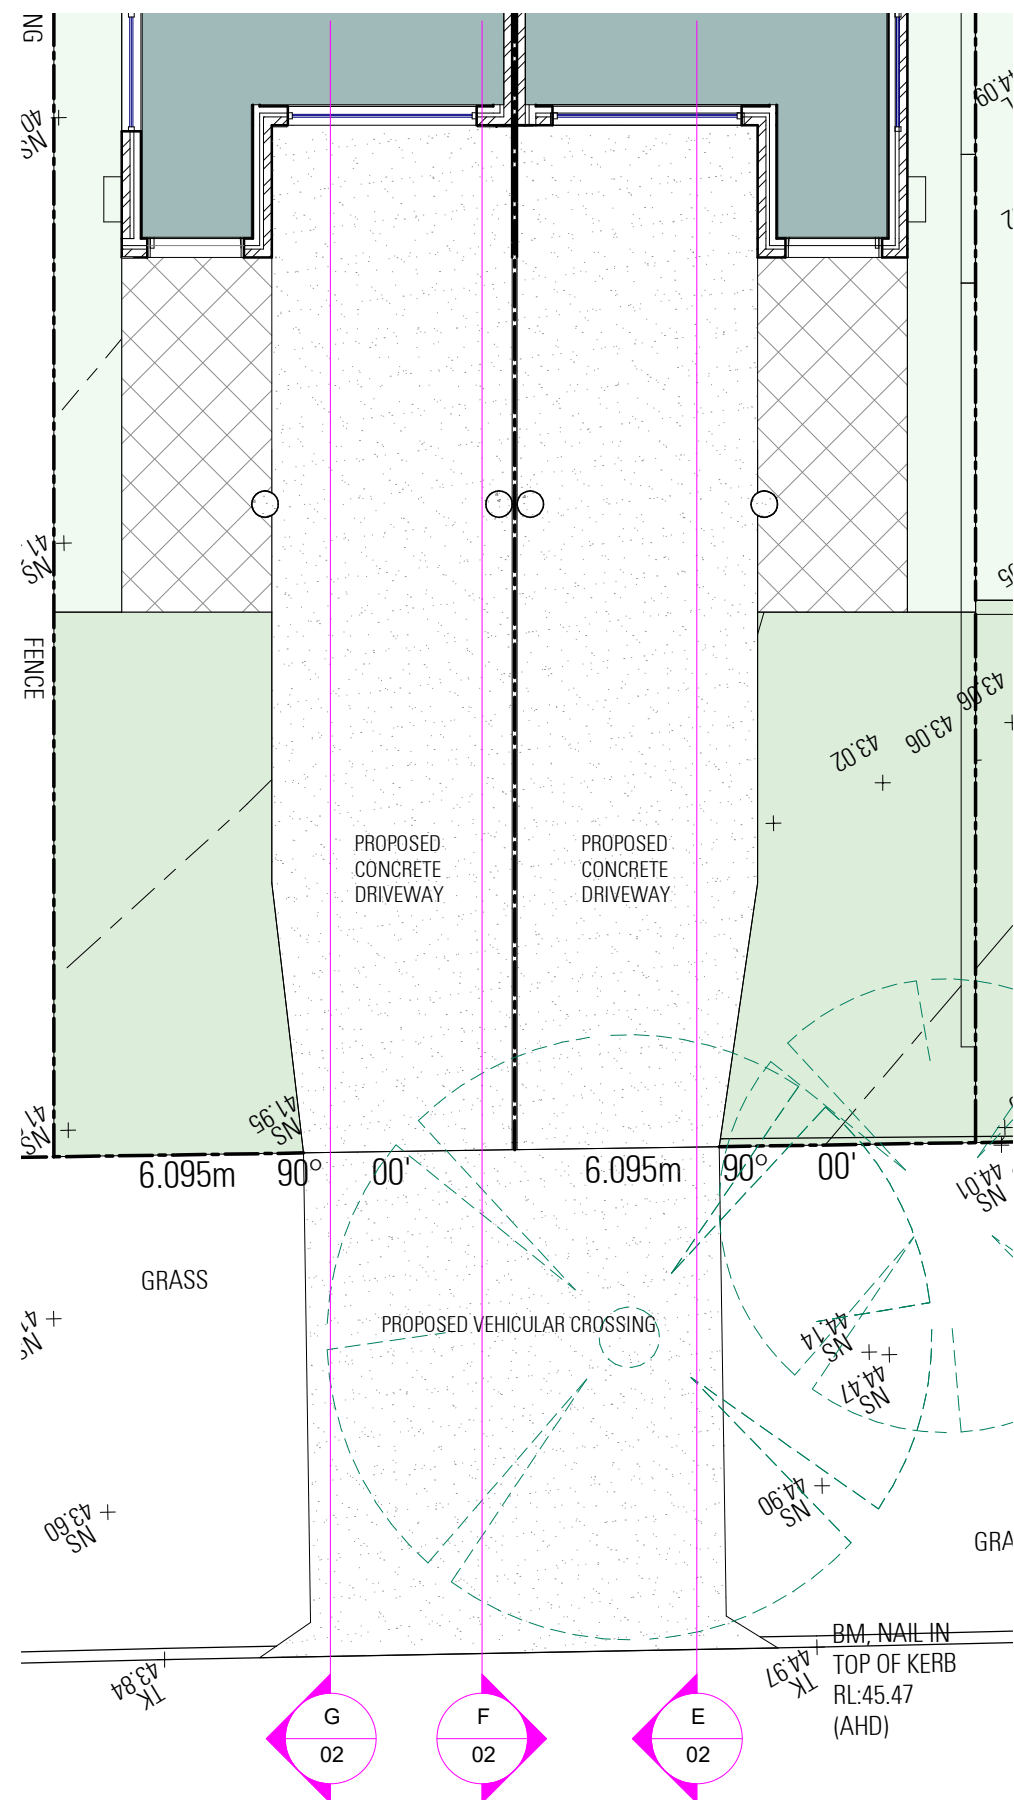 NG
44.09
NS
NS
FENCE
43.06
43.06
43.02
PROPOSED
CONCRETE
DRIVEWAY
PROPOSED
CONCRETE
DRIVEWAY
41.95
NS
NS
6.095m 90° 00'
6.095m 90° 00'
44.01
NS
GRASS
PROPOSED VEHICULAR CROSSING
NS
44.14
NS
44.47
NS
44.90
NS
43.60
NS
GRA
43.84
TK
44.97
TK
BM, NAIL IN
TOP OF KERB
RL:45.47
(AHD)
G
02
F
02
E
02